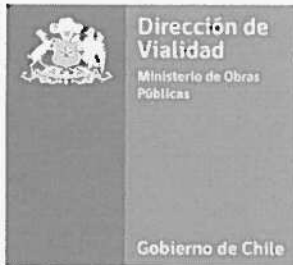 Dirección de
Vialidad
Ministerio de Obras
Públicas
Gobierno de Chile